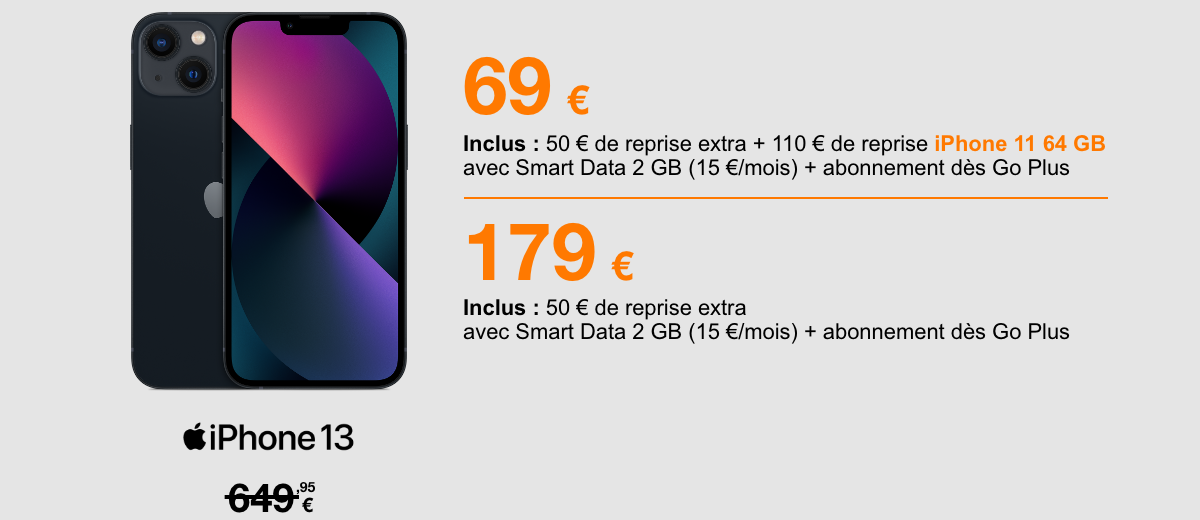 69 €
Inclus : 50 € de reprise extra + 110 € de reprise iPhone 11 64 GB
avec Smart Data 2 GB (15 €/mois) + abonnement dès Go Plus
179 €
Inclus : 50 € de reprise extra
avec Smart Data 2 GB (15 €/mois) + abonnement dès Go Plus
iPhone 13
649,95 €